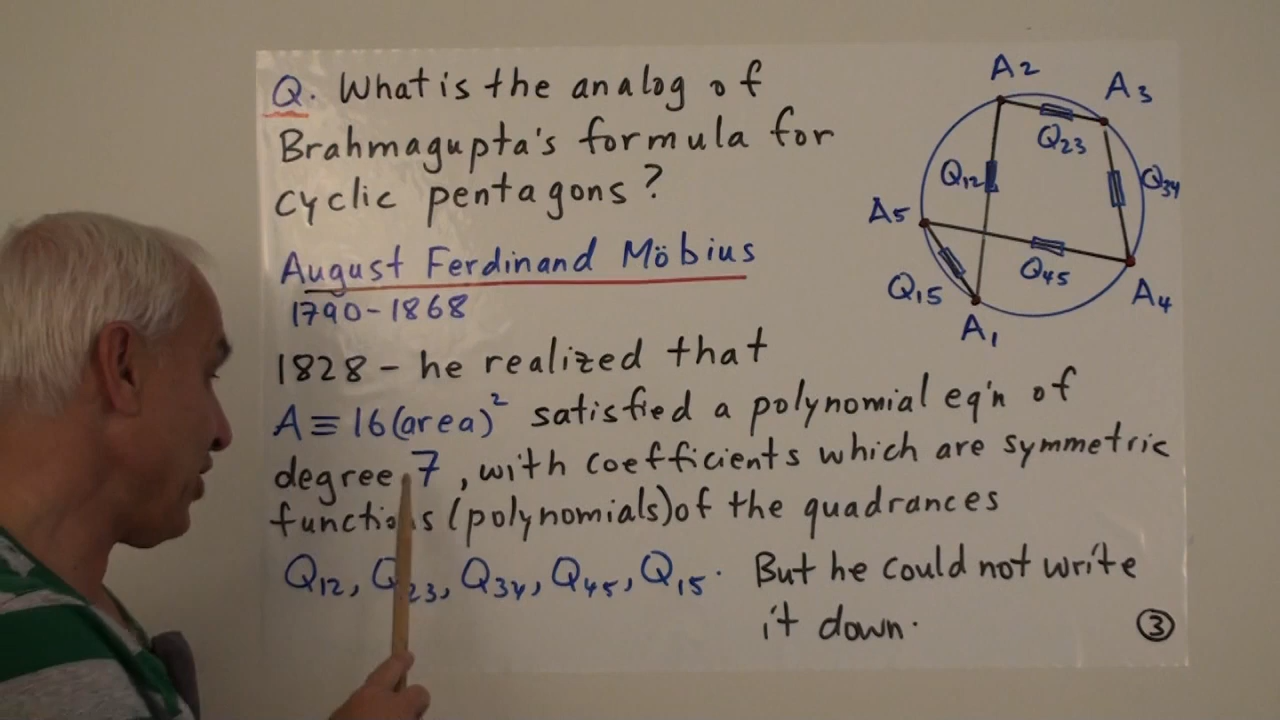 Q. What is the analog of
Brahmagupta's formula for
cyclic pentagons?
August Ferdinand Möbius
1790-1868
1828 - he realized that
A ≡ 16(area)² satisfied a polynomial eq'n of
degree 7, with coefficients which are symmetric
functions (polynomials) of the quadrances
Q12, Q23, Q34, Q45, Q15. But he could not write
it down.
3
A2
A3
Q23
Q12
Q34
A5
Q45
Q15
A4
A1